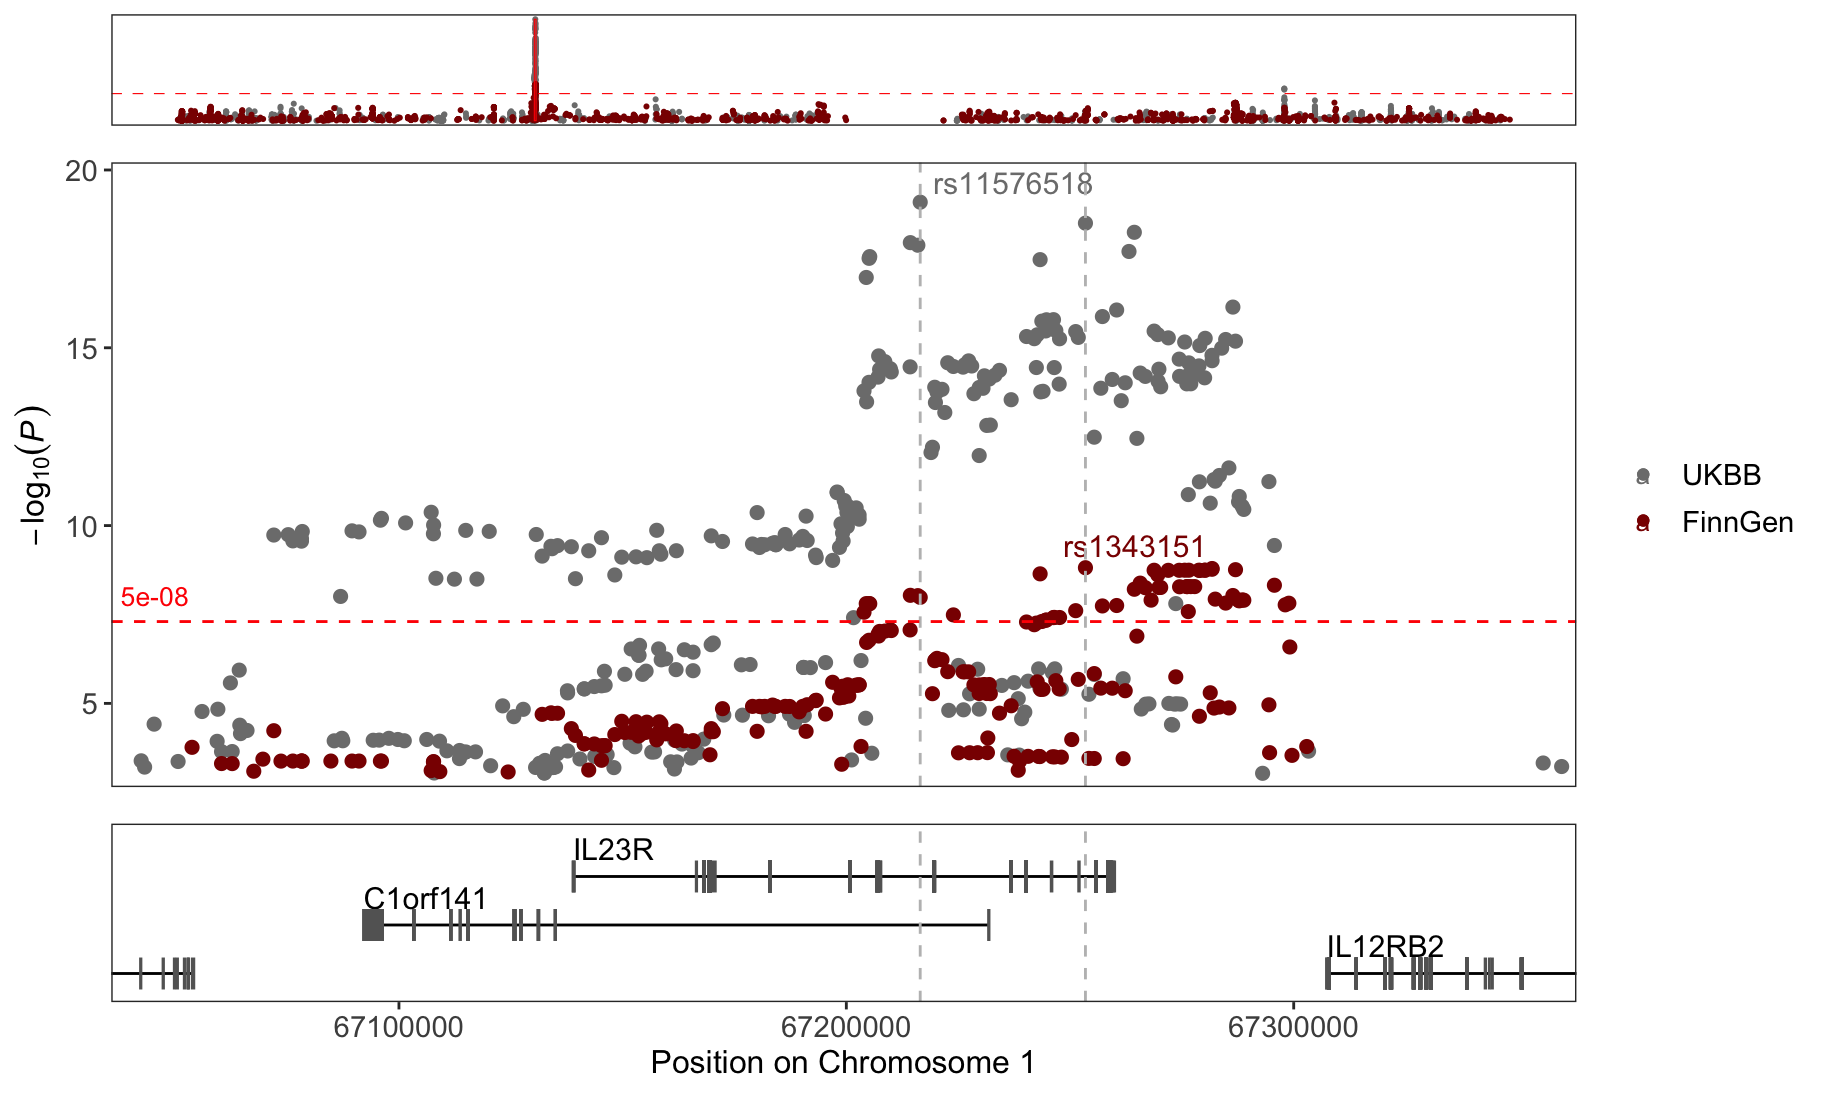 20
rs11576518
15
10
5
−log10(P)
rs1343151
5e-08
a UKBB
a FinnGen
IL23R
C1orf141
IL12RB2
67100000 67200000 67300000
Position on Chromosome 1